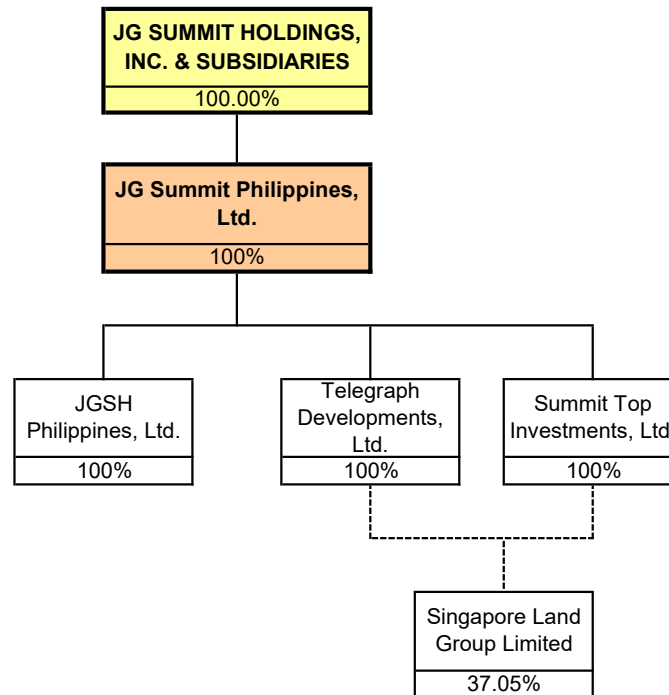 JG SUMMIT HOLDINGS,
INC. & SUBSIDIARIES
100.00%
JG Summit Philippines,
Ltd.
100%
JGSH
Philippines, Ltd.
100%
Telegraph
Developments,
Ltd.
100%
Summit Top
Investments, Ltd
100%
Singapore Land
Group Limited
37.05%